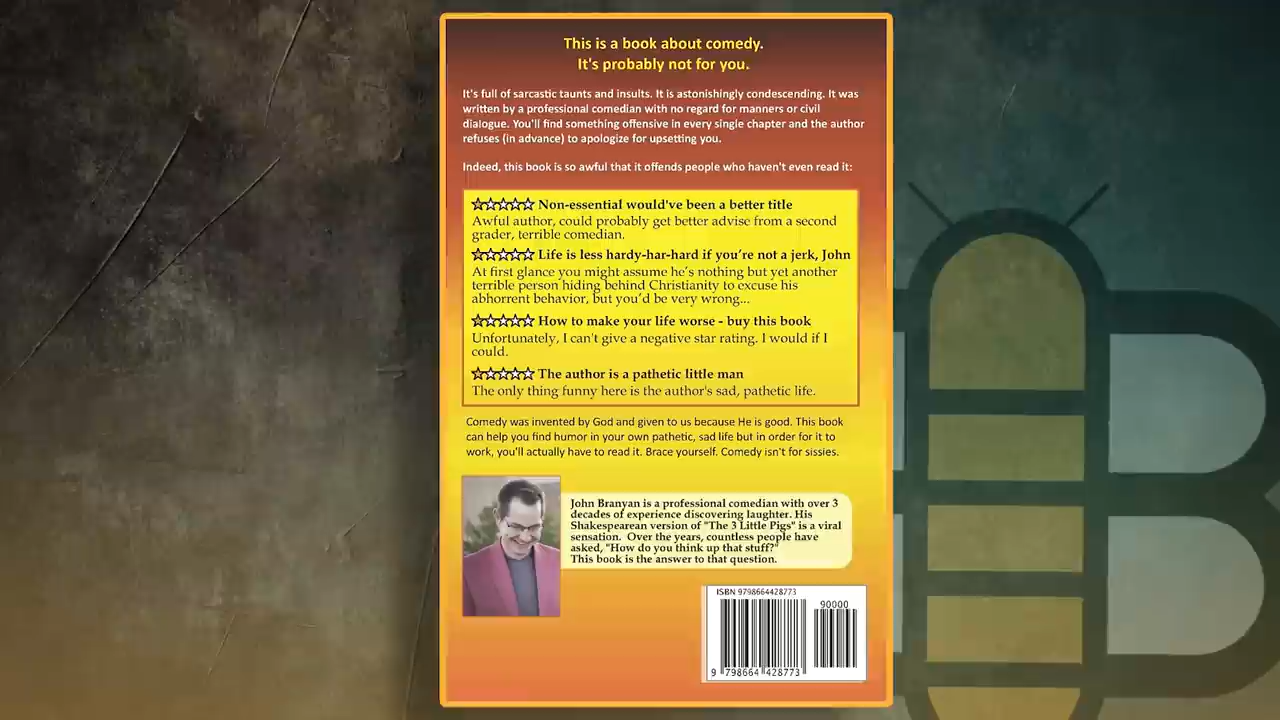 This is a book about comedy.
It's probably not for you.
It's full of sarcastic taunts and insults. It is astonishingly condescending. It was
written by a professional comedian with no regard for manners or civil
dialogue. You'll find something offensive in every single chapter and the author
refuses (in advance) to apologize for upsetting you.
Indeed, this book is so awful that it offends people who haven't even read it:
Non-essential would've been a better title
Awful author, could probably get better advise from a second
grader, terrible comedian.
Life is less hardy-har-hard if you're not a jerk, John
At first glance you might assume he's nothing but yet another
terrible person hiding behind Christianity to excuse his
abhorrent behavior, but you'd be very wrong...
How to make your life worse - buy this book
Unfortunately, I can't give a negative star rating. I would if I
could.
The author is a pathetic little man
The only thing funny here is the author's sad, pathetic life.
Comedy was invented by God and given to us because He is good. This book
can help you find humor in your own pathetic, sad life but in order for it to
work, you'll actually have to read it. Brace yourself. Comedy isn't for sissies.
John Branyan is a professional comedian with over 3
decades of experience discovering laughter. His
Shakespearean version of "The 3 Little Pigs" is a viral
sensation. Over the years, countless people have
asked, "How do you think up that stuff?"
This book is the answer to that question.
ISBN 9798664428773
90000
9 798664 428773